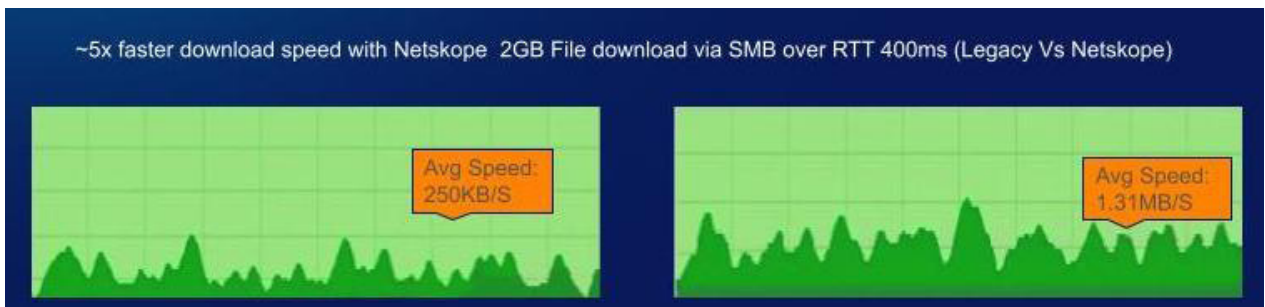 ~5x faster download speed with Netskope 2GB File download via SMB over RTT 400ms (Legacy Vs Netskope)
Avg Speed:
250KB/S
Avg Speed:
1.31MB/S